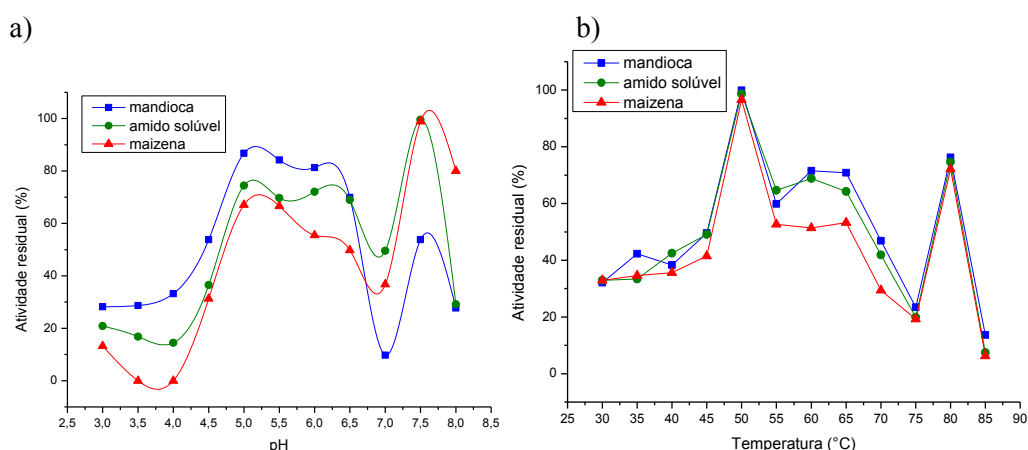 a)
mandioca
amido solúvel
maizena
Atividade residual (%)
100
80
60
40
20
0
2,5 3,0 3,5 4,0 4,5 5,0 5,5 6,0 6,5 7,0 7,5 8,0 8,5
pH
b)
mandioca
amido solúvel
maizena
Atividade residual (%)
100
80
60
40
20
0
25 30 35 40 45 50 55 60 65 70 75 80 85 90
Temperatura (°C)